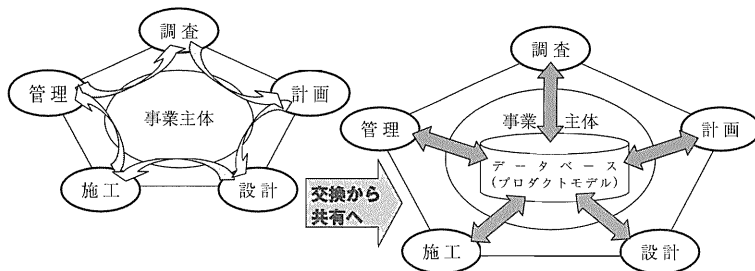 調査
管理
計画
事業主体
施工
設計
交換から
共有へ
調査
管理
事業主体
計画
データベース
(プロダクトモデル)
施工
設計